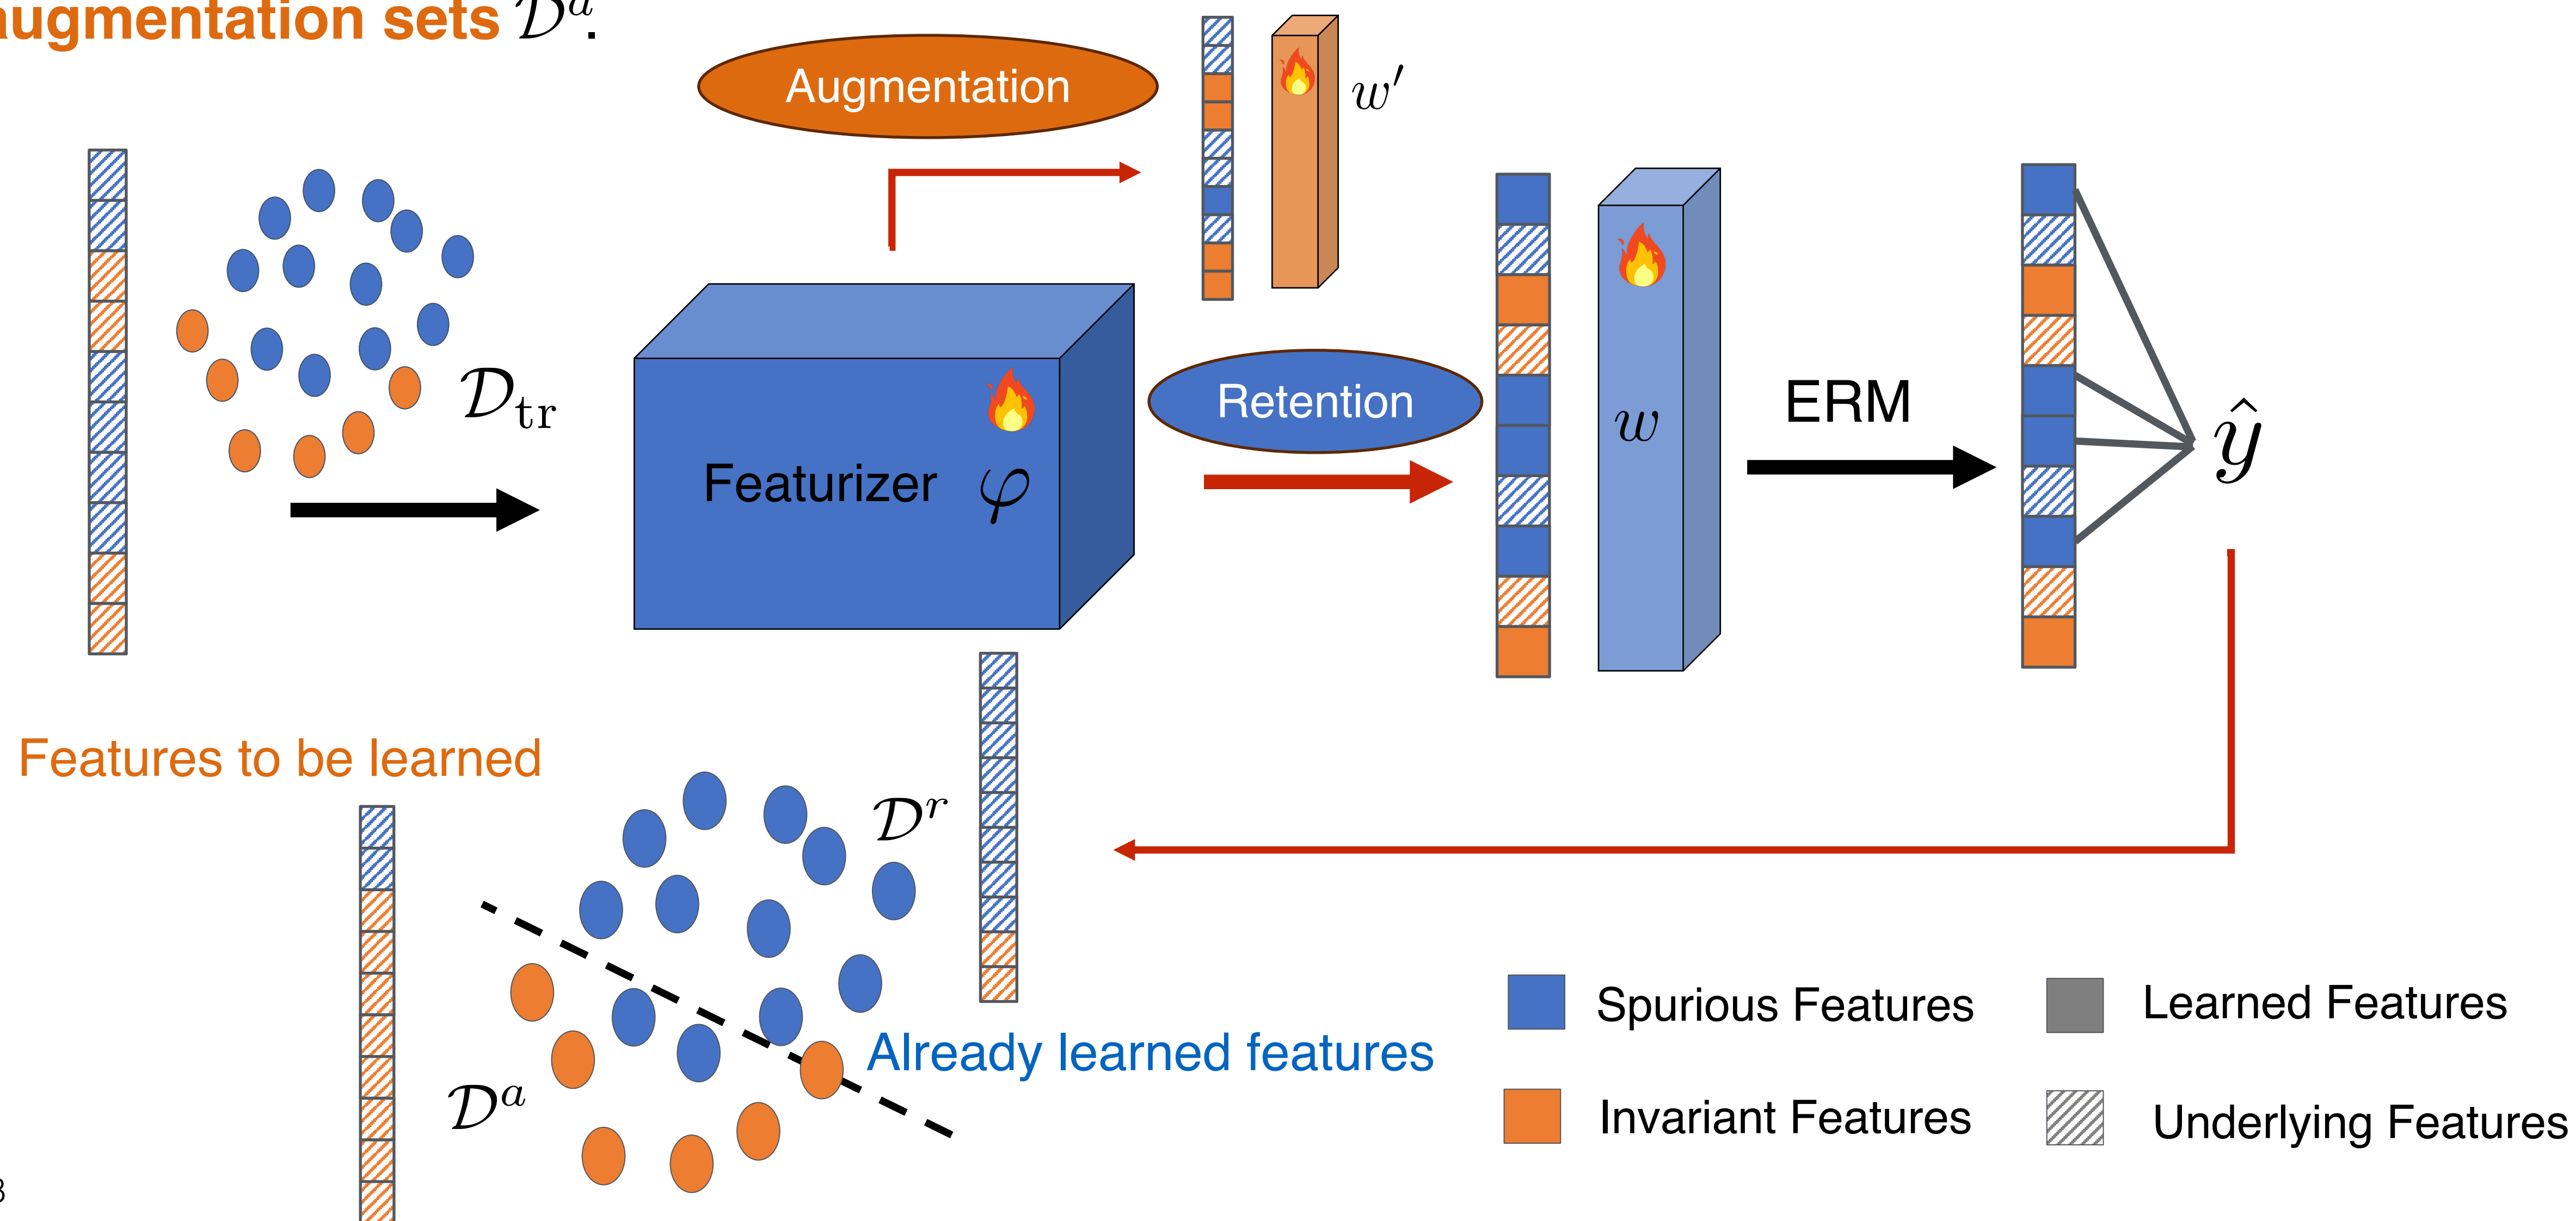 augmentation sets 𝒟ᵃ.
Augmentation
w′
𝒟tr
Retention
ERM
w
ŷ
Featurizer φ
Features to be learned
𝒟ʳ
Already learned features
𝒟ᵃ
Spurious Features
Learned Features
Invariant Features
Underlying Features